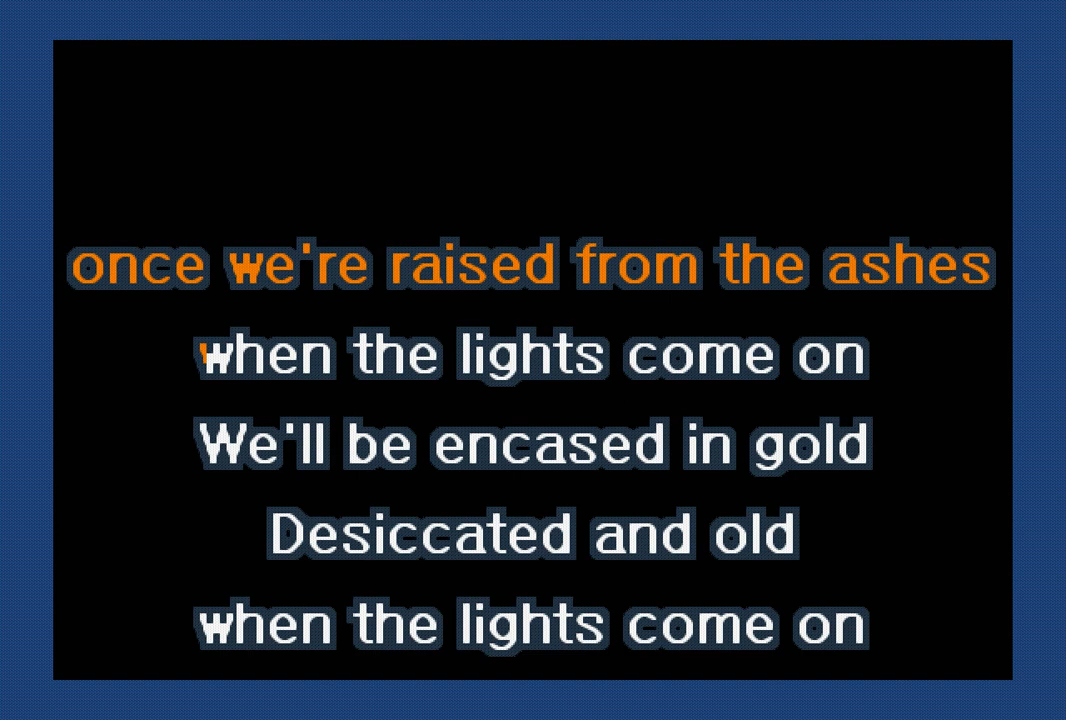 once we're raised from the ashes
when the lights come on
We'll be encased in gold
Desiccated and old
when the lights come on